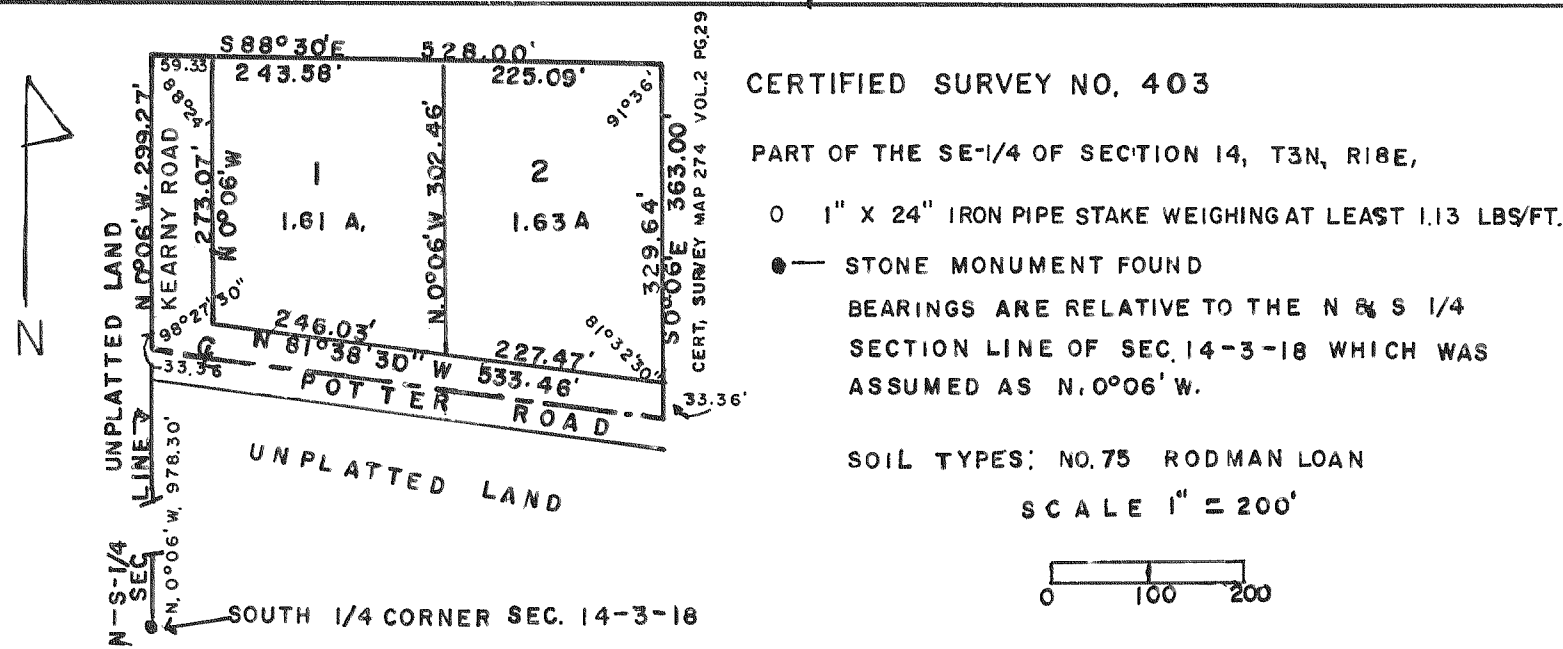 S 88° 30' E 528.00'
59.33 243.58' 225.09'
88°24'
91°36'
N 0°06' W. 299.27'
KEARNY ROAD
273.07'
N 0°06' W
1
1.61 A.
N. 0°06' W 302.46'
2
1.63 A
329.64'
S 0°06' E 363.00'
CERT. SURVEY MAP 274 VOL.2 PG.29
UNPLATTED LAND
98°27'30"
246.03'
227.47'
81°32'30"
N 81°38'30" W 533.46'
33.36
33.36'
POTTER ROAD
UNPLATTED LAND
N
N-S-1/4 SEC LINE
N. 0°06' W. 978.30'
SOUTH 1/4 CORNER SEC. 14-3-18
CERTIFIED SURVEY NO. 403
PART OF THE SE-1/4 OF SECTION 14, T3N, R18E,
O 1" X 24" IRON PIPE STAKE WEIGHING AT LEAST 1.13 LBS/FT.
●— STONE MONUMENT FOUND
BEARINGS ARE RELATIVE TO THE N & S 1/4
SECTION LINE OF SEC. 14-3-18 WHICH WAS
ASSUMED AS N. 0°06' W.
SOIL TYPES: NO. 75 RODMAN LOAN
SCALE 1" = 200'
0 100 200